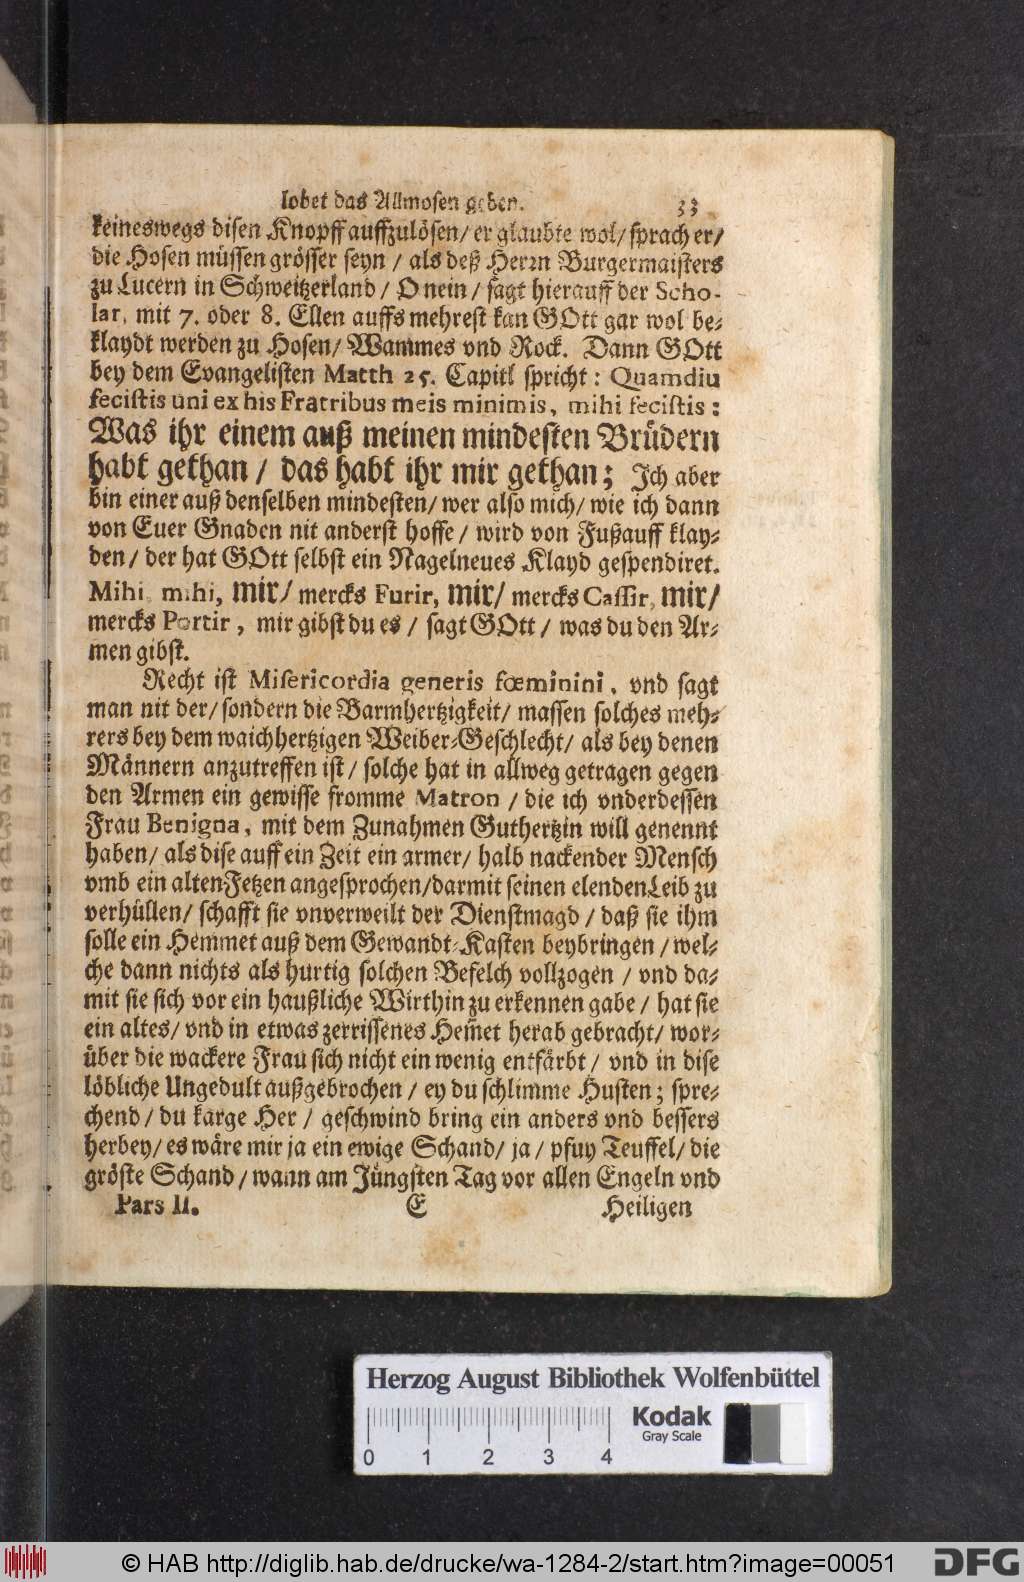 lobet das Allmosen geben. 33
keineswegs disen Knopff auffzulösen/ er glaubte wol/ sprach er/
die Hosen müssen grösser seyn / als deß Herrn Burgermaisters
zu Lucern in Schweitzerland/ O nein/ sagt hierauff der Scho-
lar, mit 7. oder 8. Ellen auffs mehrest kan GOtt gar wol be-
klaydt werden zu Hosen/ Wammes vnd Rock. Dann GOtt
bey dem Evangelisten Matth 25. Capitl spricht: Quamdiu
fecistis uni ex his Fratribus meis minimis, mihi fecistis:
Was ihr einem auß meinen mindesten Brüdern
habt gethan / das habt ihr mir gethan; Ich aber
bin einer auß denselben mindesten/ wer also mich/ wie ich dann
von Euer Gnaden nit anderst hoffe / wird von Fußauff klay-
den/ der hat GOtt selbst ein Nagelneues Klayd gespendiret.
Mihi, mihi, mir/ mercks Furir, mir/ mercks Cassir, mir/
mercks Portir, mir gibst du es / sagt GOtt / was du den Ar-
men gibst.
Recht ist Misericordia generis fœminini, vnd sagt
man nit der/ sondern die Barmhertzigkeit/ massen solches meh-
rers bey dem waichhertzigen Weiber-Geschlecht/ als bey denen
Männern anzutreffen ist/ solche hat in allweg getragen gegen
den Armen ein gewisse fromme Matron / die ich vnderdessen
Frau Benigna, mit dem Zunahmen Guthertzin will genennt
haben/ als dise auff ein Zeit ein armer/ halb nackender Mensch
vmb ein alten Fetzen angesprochen/ darmit seinen elenden Leib zu
verhüllen/ schafft sie vnverweilt der Dienstmagd / daß sie ihm
solle ein Hemmet auß dem Gewandt-Kasten beybringen / wel-
che dann nichts als hurtig solchen Befelch vollzogen / vnd da-
mit sie sich vor ein haußliche Wirthin zu erkennen gabe / hat sie
ein altes/ vnd in etwas zerrissenes Hem̄et herab gebracht/ wor-
über die wackere Frau sich nicht ein wenig entfärbt / vnd in dise
löbliche Ungedult außgebrochen / ey du schlimme Husten; spre-
chend / du karge Her / geschwind bring ein anders vnd bessers
herbey/ es wäre mir ja ein ewige Schand/ ja / pfuy Teuffel/ die
gröste Schand / wann am Jüngsten Tag vor allen Engeln vnd
Pars II. E Heiligen
Herzog August Bibliothek Wolfenbüttel
Kodak
Gray Scale
0 1 2 3 4
© HAB http://diglib.hab.de/drucke/wa-1284-2/start.htm?image=00051
DFG